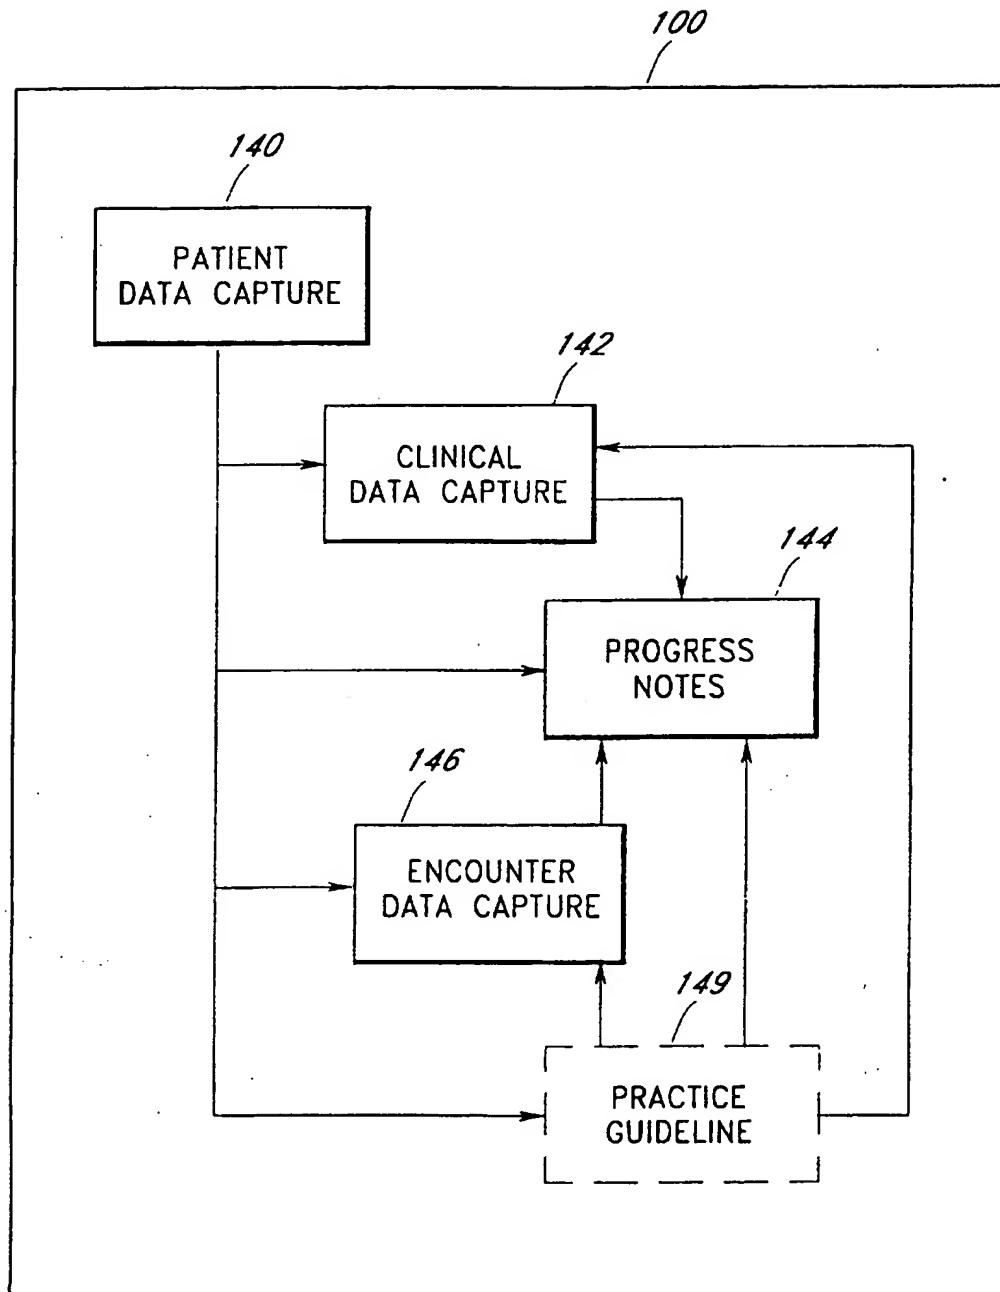 100
140
PATIENT
DATA CAPTURE
142
CLINICAL
DATA CAPTURE
144
PROGRESS
NOTES
146
ENCOUNTER
DATA CAPTURE
149
PRACTICE
GUIDELINE